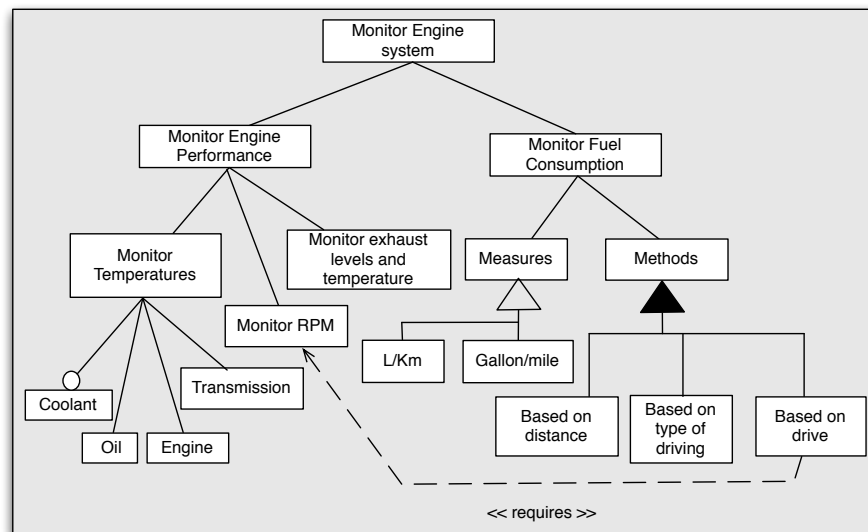 Monitor Engine
system
Monitor Engine
Performance
Monitor Fuel
Consumption
Monitor
Temperatures
Monitor exhaust
levels and
temperature
Measures
Methods
Monitor RPM
L/Km
Gallon/mile
Transmission
Coolant
Oil
Engine
Based on
distance
Based on
type of
driving
Based on
drive
<< requires >>